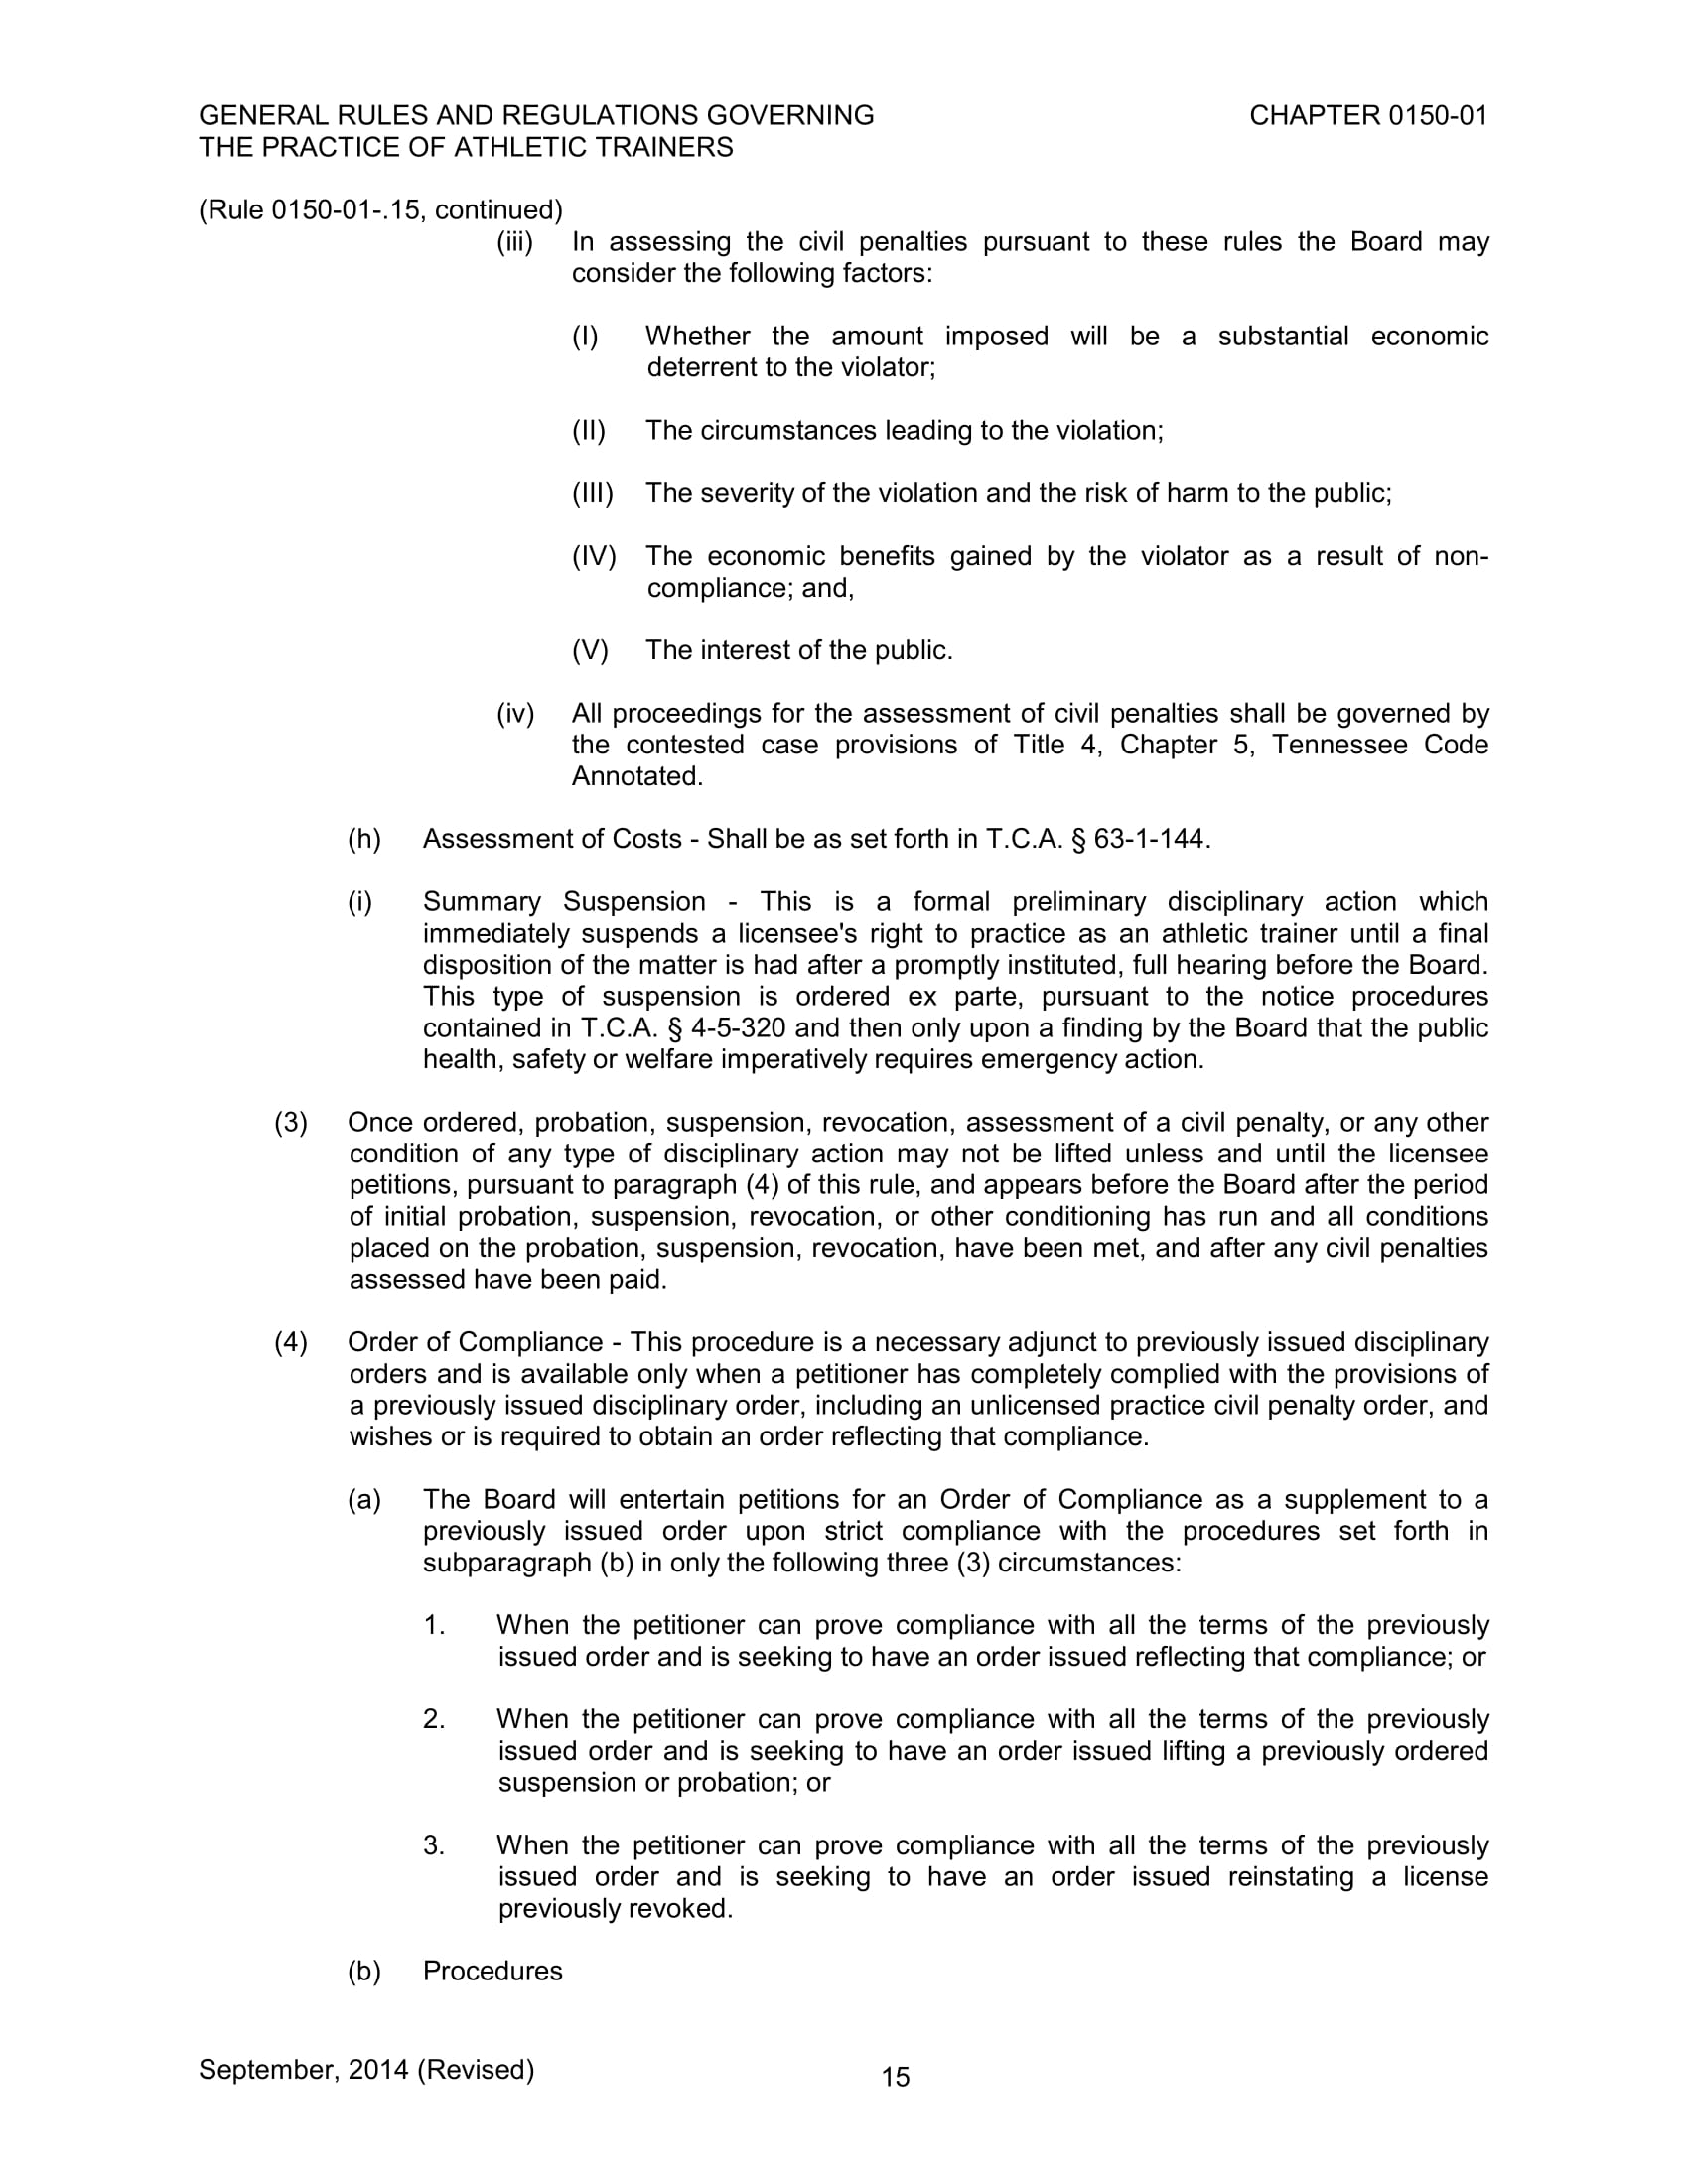 GENERAL RULES AND REGULATIONS GOVERNING CHAPTER 0150-01
THE PRACTICE OF ATHLETIC TRAINERS
(Rule 0150-01-.15, continued)
(iii) In assessing the civil penalties pursuant to these rules the Board may
consider the following factors:
(I) Whether the amount imposed will be a substantial economic
deterrent to the violator;
(II) The circumstances leading to the violation;
(III) The severity of the violation and the risk of harm to the public;
(IV) The economic benefits gained by the violator as a result of non-
compliance; and,
(V) The interest of the public.
(iv) All proceedings for the assessment of civil penalties shall be governed by
the contested case provisions of Title 4, Chapter 5, Tennessee Code
Annotated.
(h) Assessment of Costs - Shall be as set forth in T.C.A. § 63-1-144.
(i) Summary Suspension - This is a formal preliminary disciplinary action which
immediately suspends a licensee's right to practice as an athletic trainer until a final
disposition of the matter is had after a promptly instituted, full hearing before the Board.
This type of suspension is ordered ex parte, pursuant to the notice procedures
contained in T.C.A. § 4-5-320 and then only upon a finding by the Board that the public
health, safety or welfare imperatively requires emergency action.
(3) Once ordered, probation, suspension, revocation, assessment of a civil penalty, or any other
condition of any type of disciplinary action may not be lifted unless and until the licensee
petitions, pursuant to paragraph (4) of this rule, and appears before the Board after the period
of initial probation, suspension, revocation, or other conditioning has run and all conditions
placed on the probation, suspension, revocation, have been met, and after any civil penalties
assessed have been paid.
(4) Order of Compliance - This procedure is a necessary adjunct to previously issued disciplinary
orders and is available only when a petitioner has completely complied with the provisions of
a previously issued disciplinary order, including an unlicensed practice civil penalty order, and
wishes or is required to obtain an order reflecting that compliance.
(a) The Board will entertain petitions for an Order of Compliance as a supplement to a
previously issued order upon strict compliance with the procedures set forth in
subparagraph (b) in only the following three (3) circumstances:
1. When the petitioner can prove compliance with all the terms of the previously
issued order and is seeking to have an order issued reflecting that compliance; or
2. When the petitioner can prove compliance with all the terms of the previously
issued order and is seeking to have an order issued lifting a previously ordered
suspension or probation; or
3. When the petitioner can prove compliance with all the terms of the previously
issued order and is seeking to have an order issued reinstating a license
previously revoked.
(b) Procedures
September, 2014 (Revised) 15